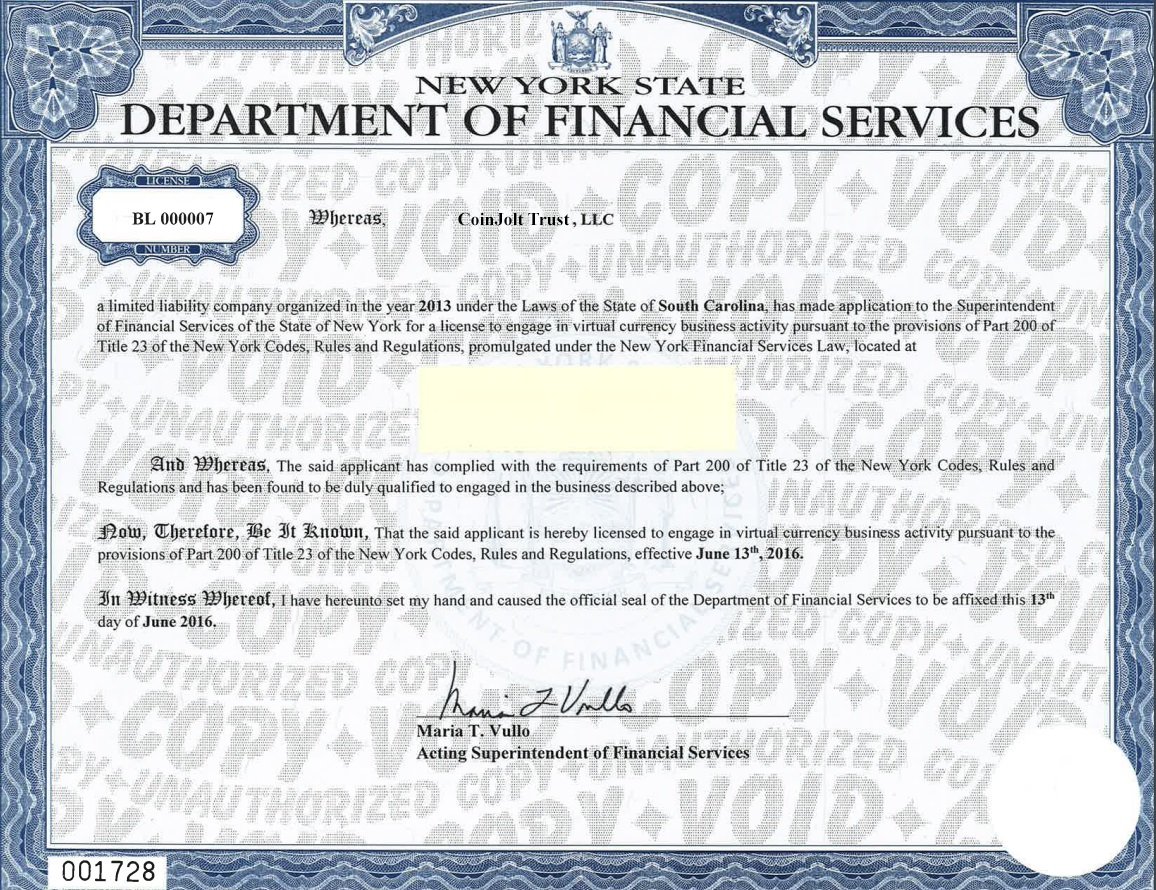 NEW YORK STATE
DEPARTMENT OF FINANCIAL SERVICES
LICENSE
BL 000007
NUMBER
Whereas, CoinJolt Trust, LLC
a limited liability company organized in the year 2013 under the Laws of the State of South Carolina, has made application to the Superintendent
of Financial Services of the State of New York for a license to engage in virtual currency business activity pursuant to the provisions of Part 200 of
Title 23 of the New York Codes, Rules and Regulations, promulgated under the New York Financial Services Law, located at
And Whereas, The said applicant has complied with the requirements of Part 200 of Title 23 of the New York Codes, Rules and
Regulations and has been found to be duly qualified to engaged in the business described above;
Now, Therefore, Be It Known, That the said applicant is hereby licensed to engage in virtual currency business activity pursuant to the
provisions of Part 200 of Title 23 of the New York Codes, Rules and Regulations, effective June 13th, 2016.
In Witness Whereof, I have hereunto set my hand and caused the official seal of the Department of Financial Services to be affixed this 13th
day of June 2016.
Maria T Vullo
Maria T. Vullo
Acting Superintendent of Financial Services
001728